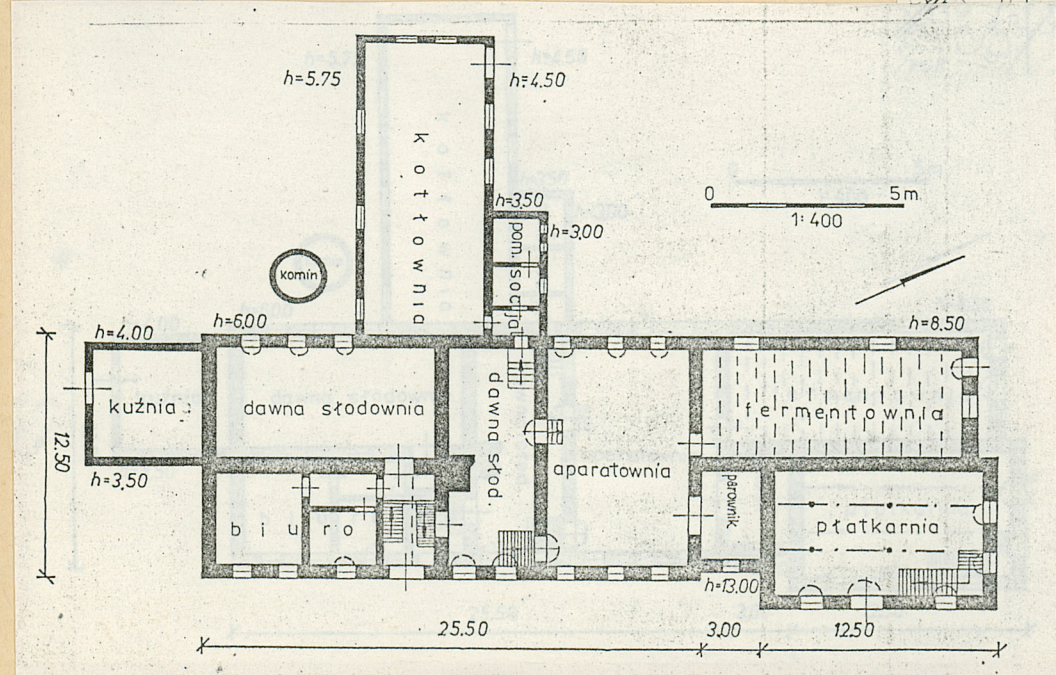 h=5.75
h=4.50
kotłownia
h=3.50
h=3.00
pom. socjal
0 5m
1:400
komin
h=4.00
h=6.00
h=8.50
kuźnia
dawna słodownia
dawna słod.
aparatownia
fermentownia
12.50
h=3.50
biuro
parownik
płatkarnia
h=13.00
25.50
3.00
12.50